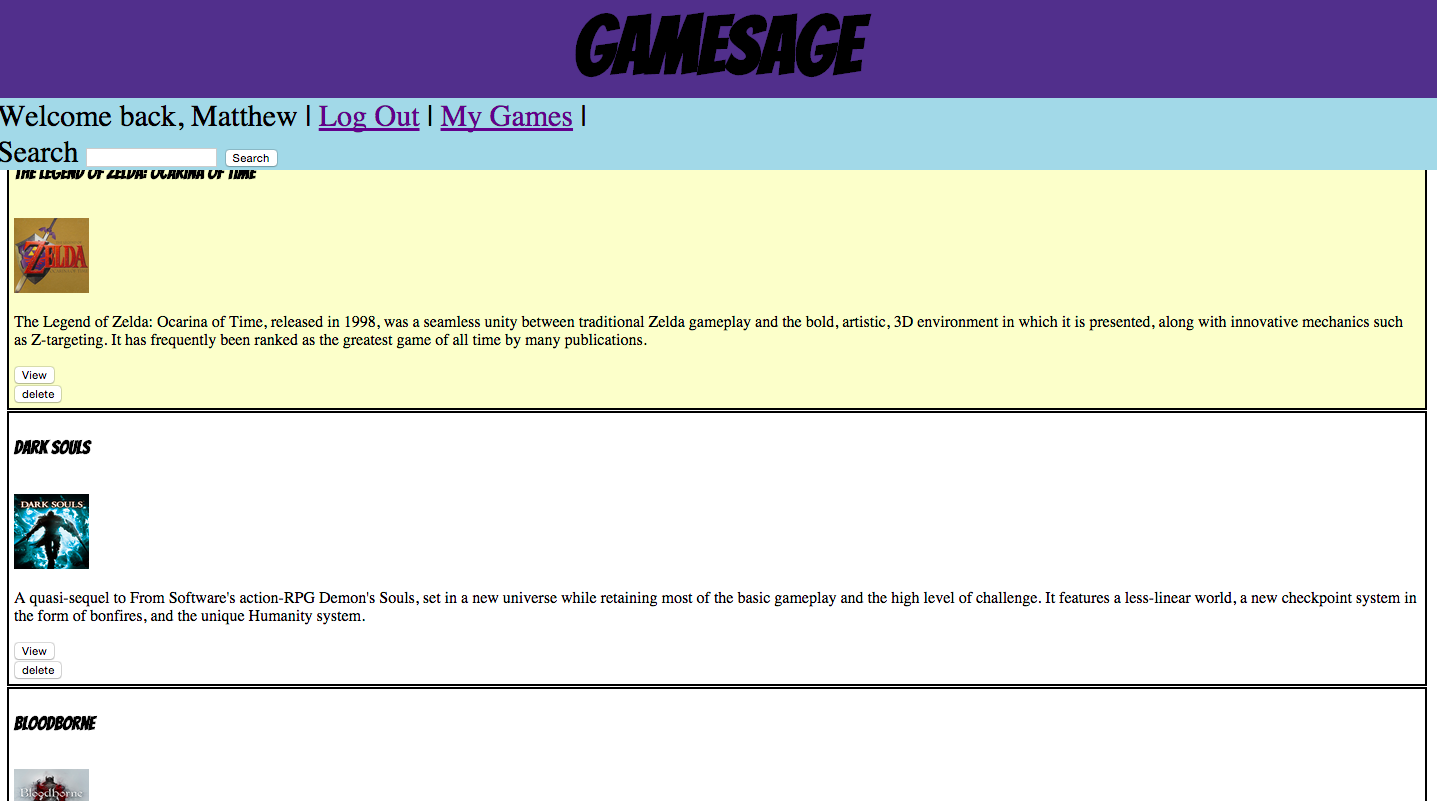 GAMESAGE
Welcome back, Matthew | Log Out | My Games |
Search Search
THE LEGEND OF ZELDA: OCARINA OF TIME
ZELDA
The Legend of Zelda: Ocarina of Time, released in 1998, was a seamless unity between traditional Zelda gameplay and the bold, artistic, 3D environment in which it is presented, along with innovative mechanics such
as Z-targeting. It has frequently been ranked as the greatest game of all time by many publications.
View
delete
DARK SOULS
DARK SOULS
A quasi-sequel to From Software's action-RPG Demon's Souls, set in a new universe while retaining most of the basic gameplay and the high level of challenge. It features a less-linear world, a new checkpoint system in
the form of bonfires, and the unique Humanity system.
View
delete
BLOODBORNE
Bloodborne